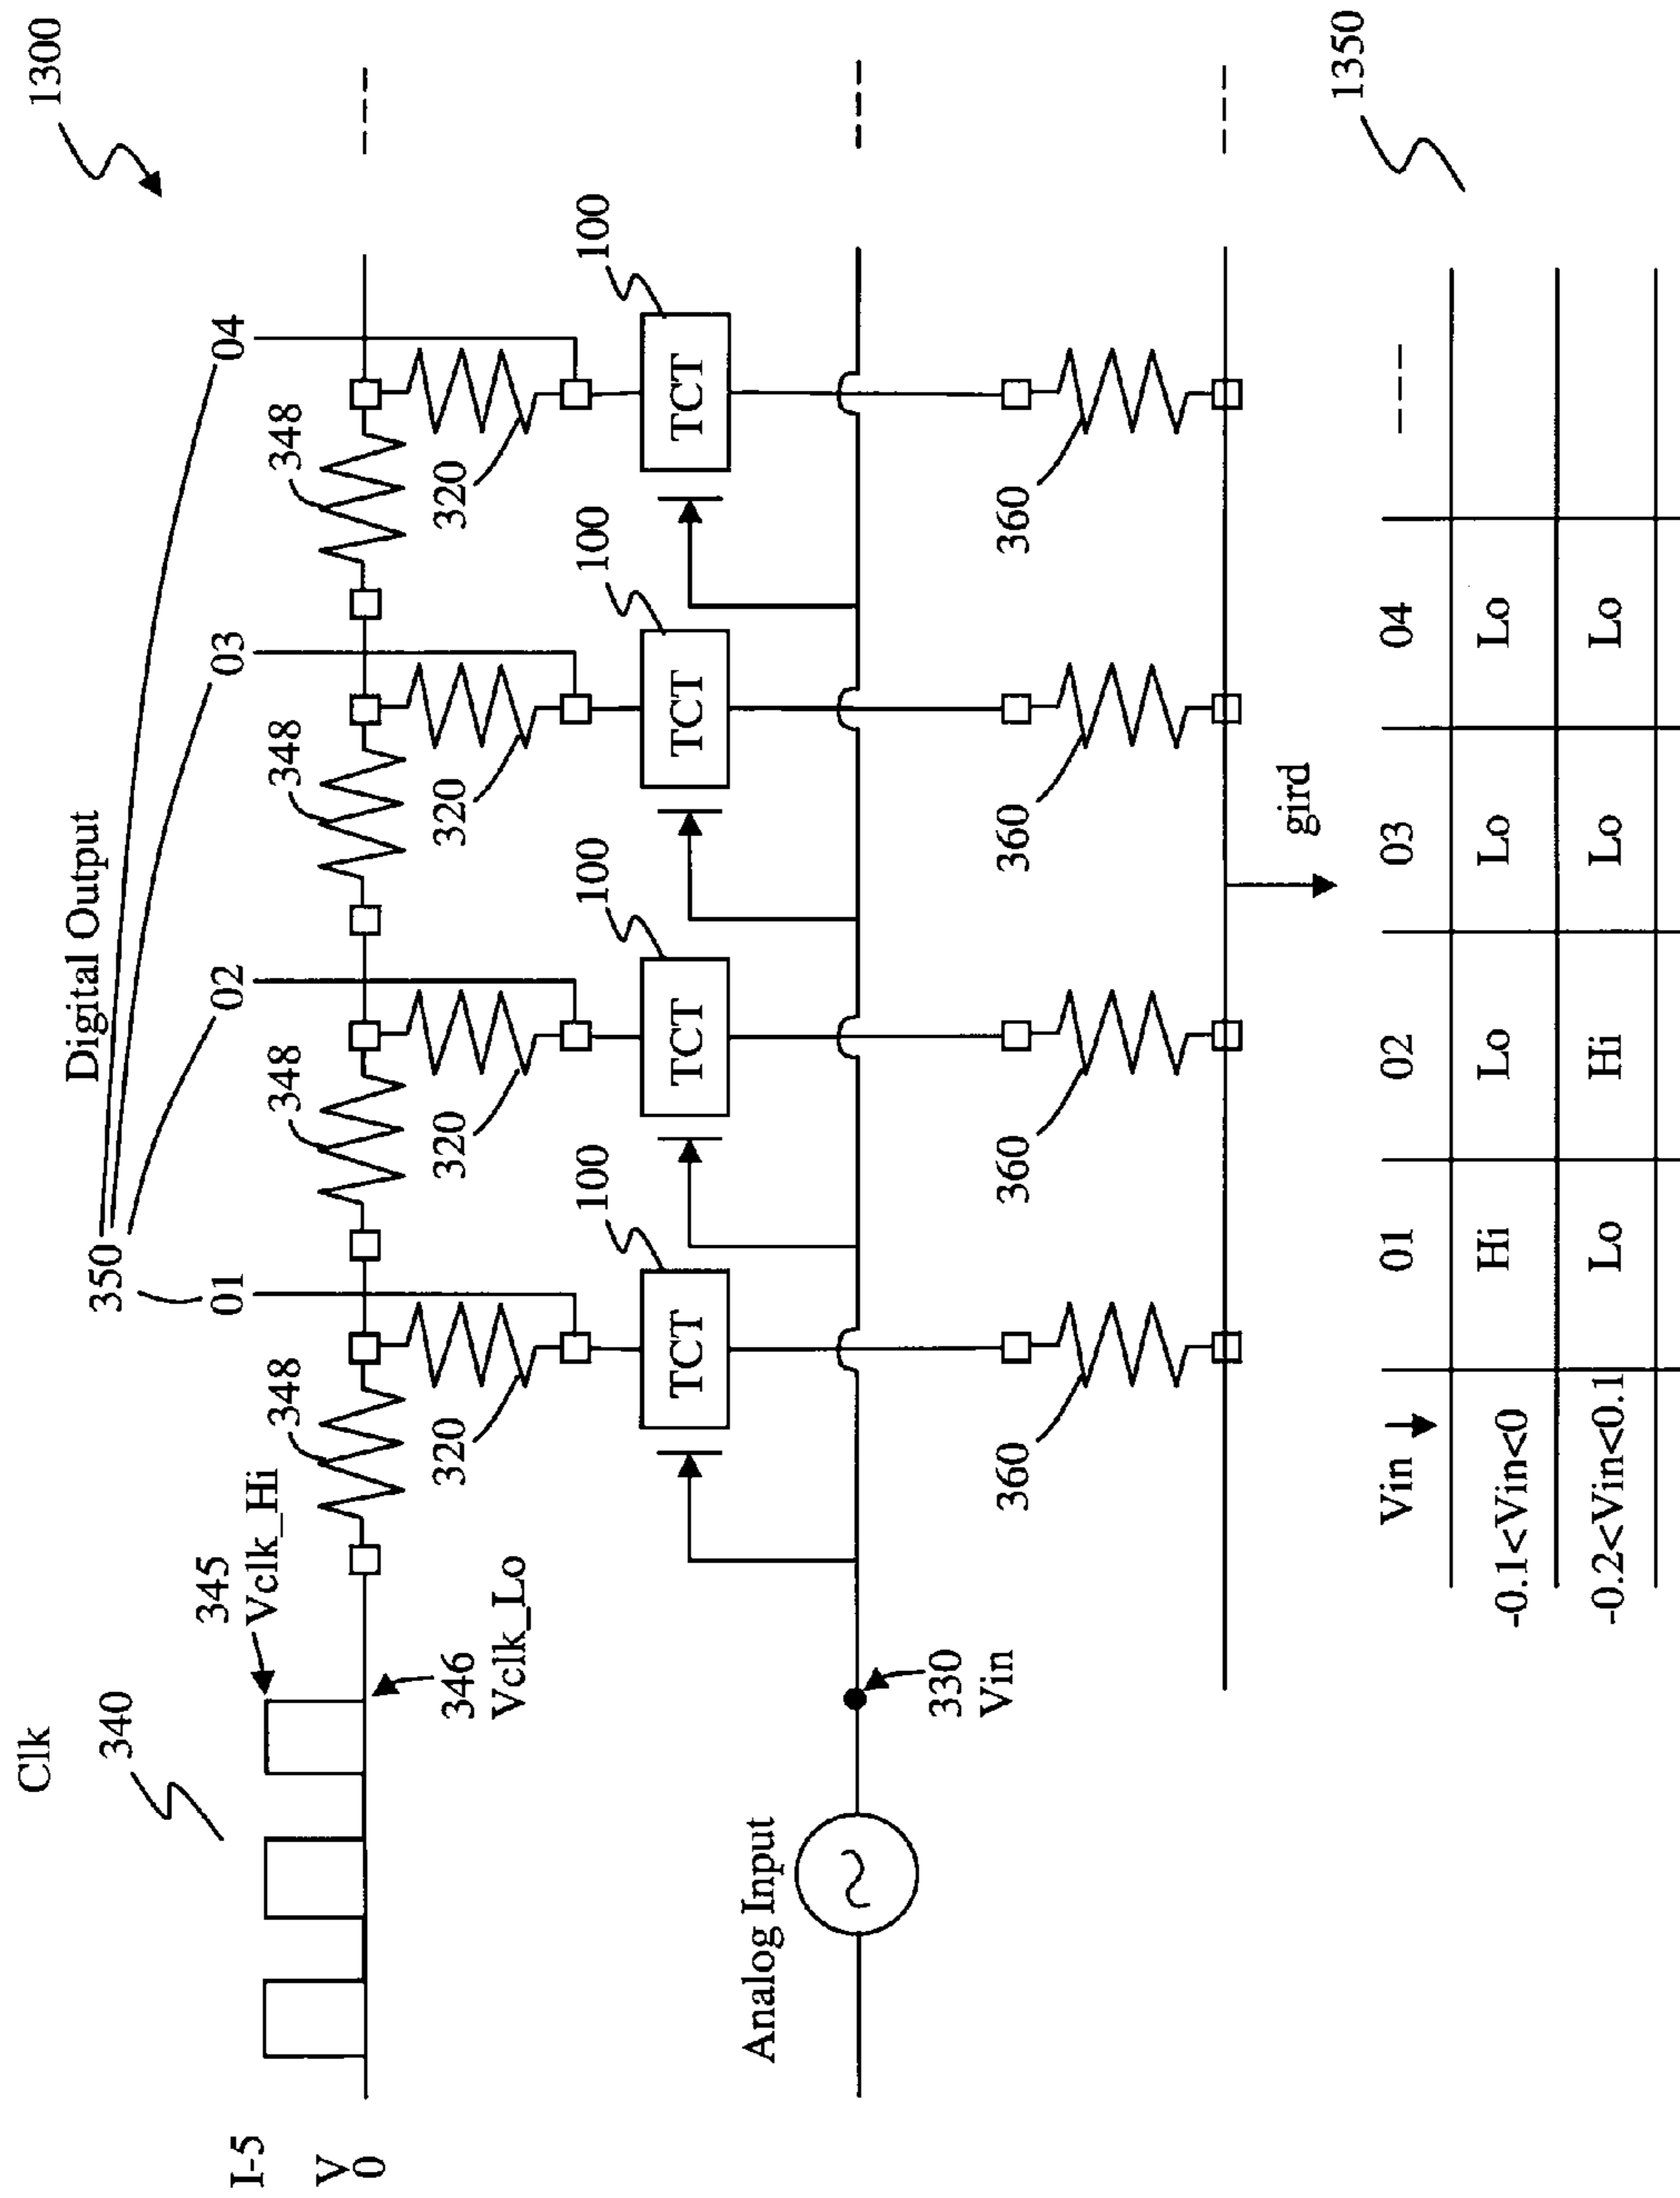 1300
Clk
340
Digital Output
350
01
02
03
04
I-5
V
0
345
Vclk_Hi
346
Vclk_Lo
348
348
348
348
320
320
320
320
100
100
100
100
TCT
TCT
TCT
TCT
Analog Input
330
Vin
360
360
360
360
gird
1350
Vin 01 02 03 04
-0.1<Vin<0 Hi Lo Lo Lo
-0.2<Vin<0.1 Lo Hi Lo Lo